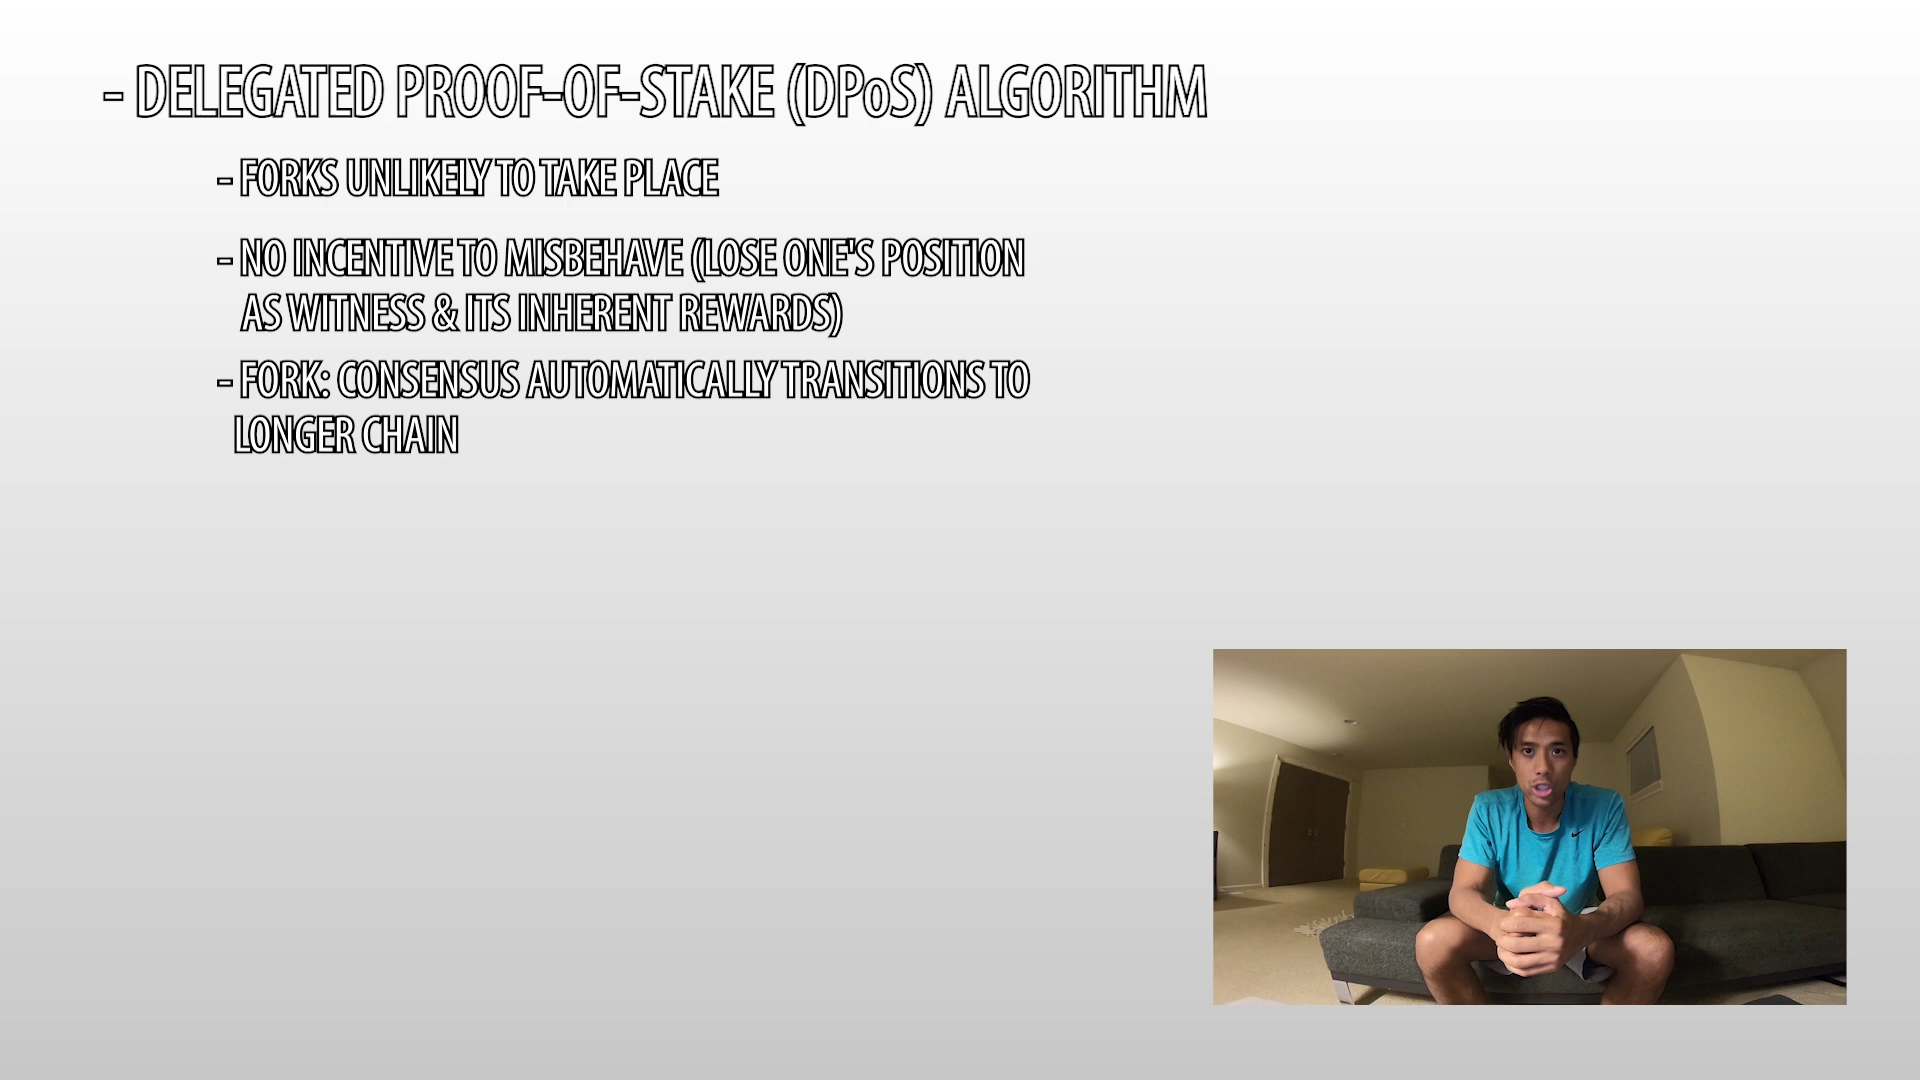 - DELEGATED PROOF-OF-STAKE (DPoS) ALGORITHM
- FORKS UNLIKELY TO TAKE PLACE
- NO INCENTIVE TO MISBEHAVE (LOSE ONE'S POSITION
AS WITNESS & ITS INHERENT REWARDS)
- FORK: CONSENSUS AUTOMATICALLY TRANSITIONS TO
LONGER CHAIN